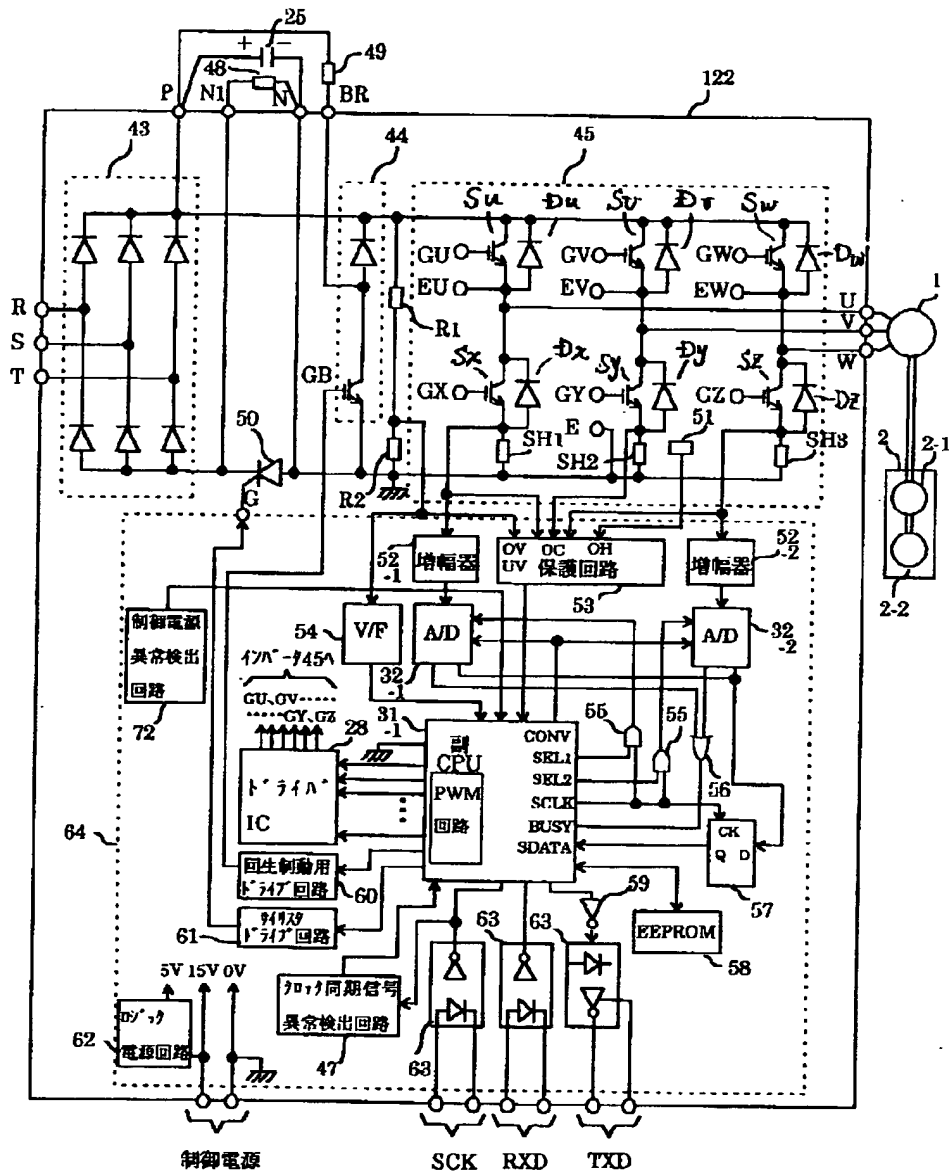 25
+ −
49
48
P N1 N BR
122
43
44
45
Su Du Sv Dv Sw Dw
GU GV GW
EU EV EW
R
S
T
U
V
W
1
R1
Sx Dx Sy Dy Sz Dz
GB
GX GY GZ
E
51
50
SH1
SH2
SH3
R2
G
2
2-1
2-2
52
-1
増幅器
OV OC OH
UV
保護回路
53
52
-2
増幅器
制御電源
異常検出
回路
72
54
V/F
A/D
32
-1
A/D
32
-2
インバータ45へ
GU、GV‥‥‥
‥‥‥GY、GZ
28
31
-1
CPU
PWM
回路
CONV
SEL1
SEL2
SCLK
BUSY
SDATA
55
55
56
ドライバ
IC
CK
Q D
57
64
回生制動用
ドライブ回路
60
タイリスタ
ドライブ回路
61
59
EEPROM
58
63
63
63
5V 15V 0V
ロジック
電源回路
62
クロック同期信号
異常検出回路
47
制御電源 SCK RXD TXD